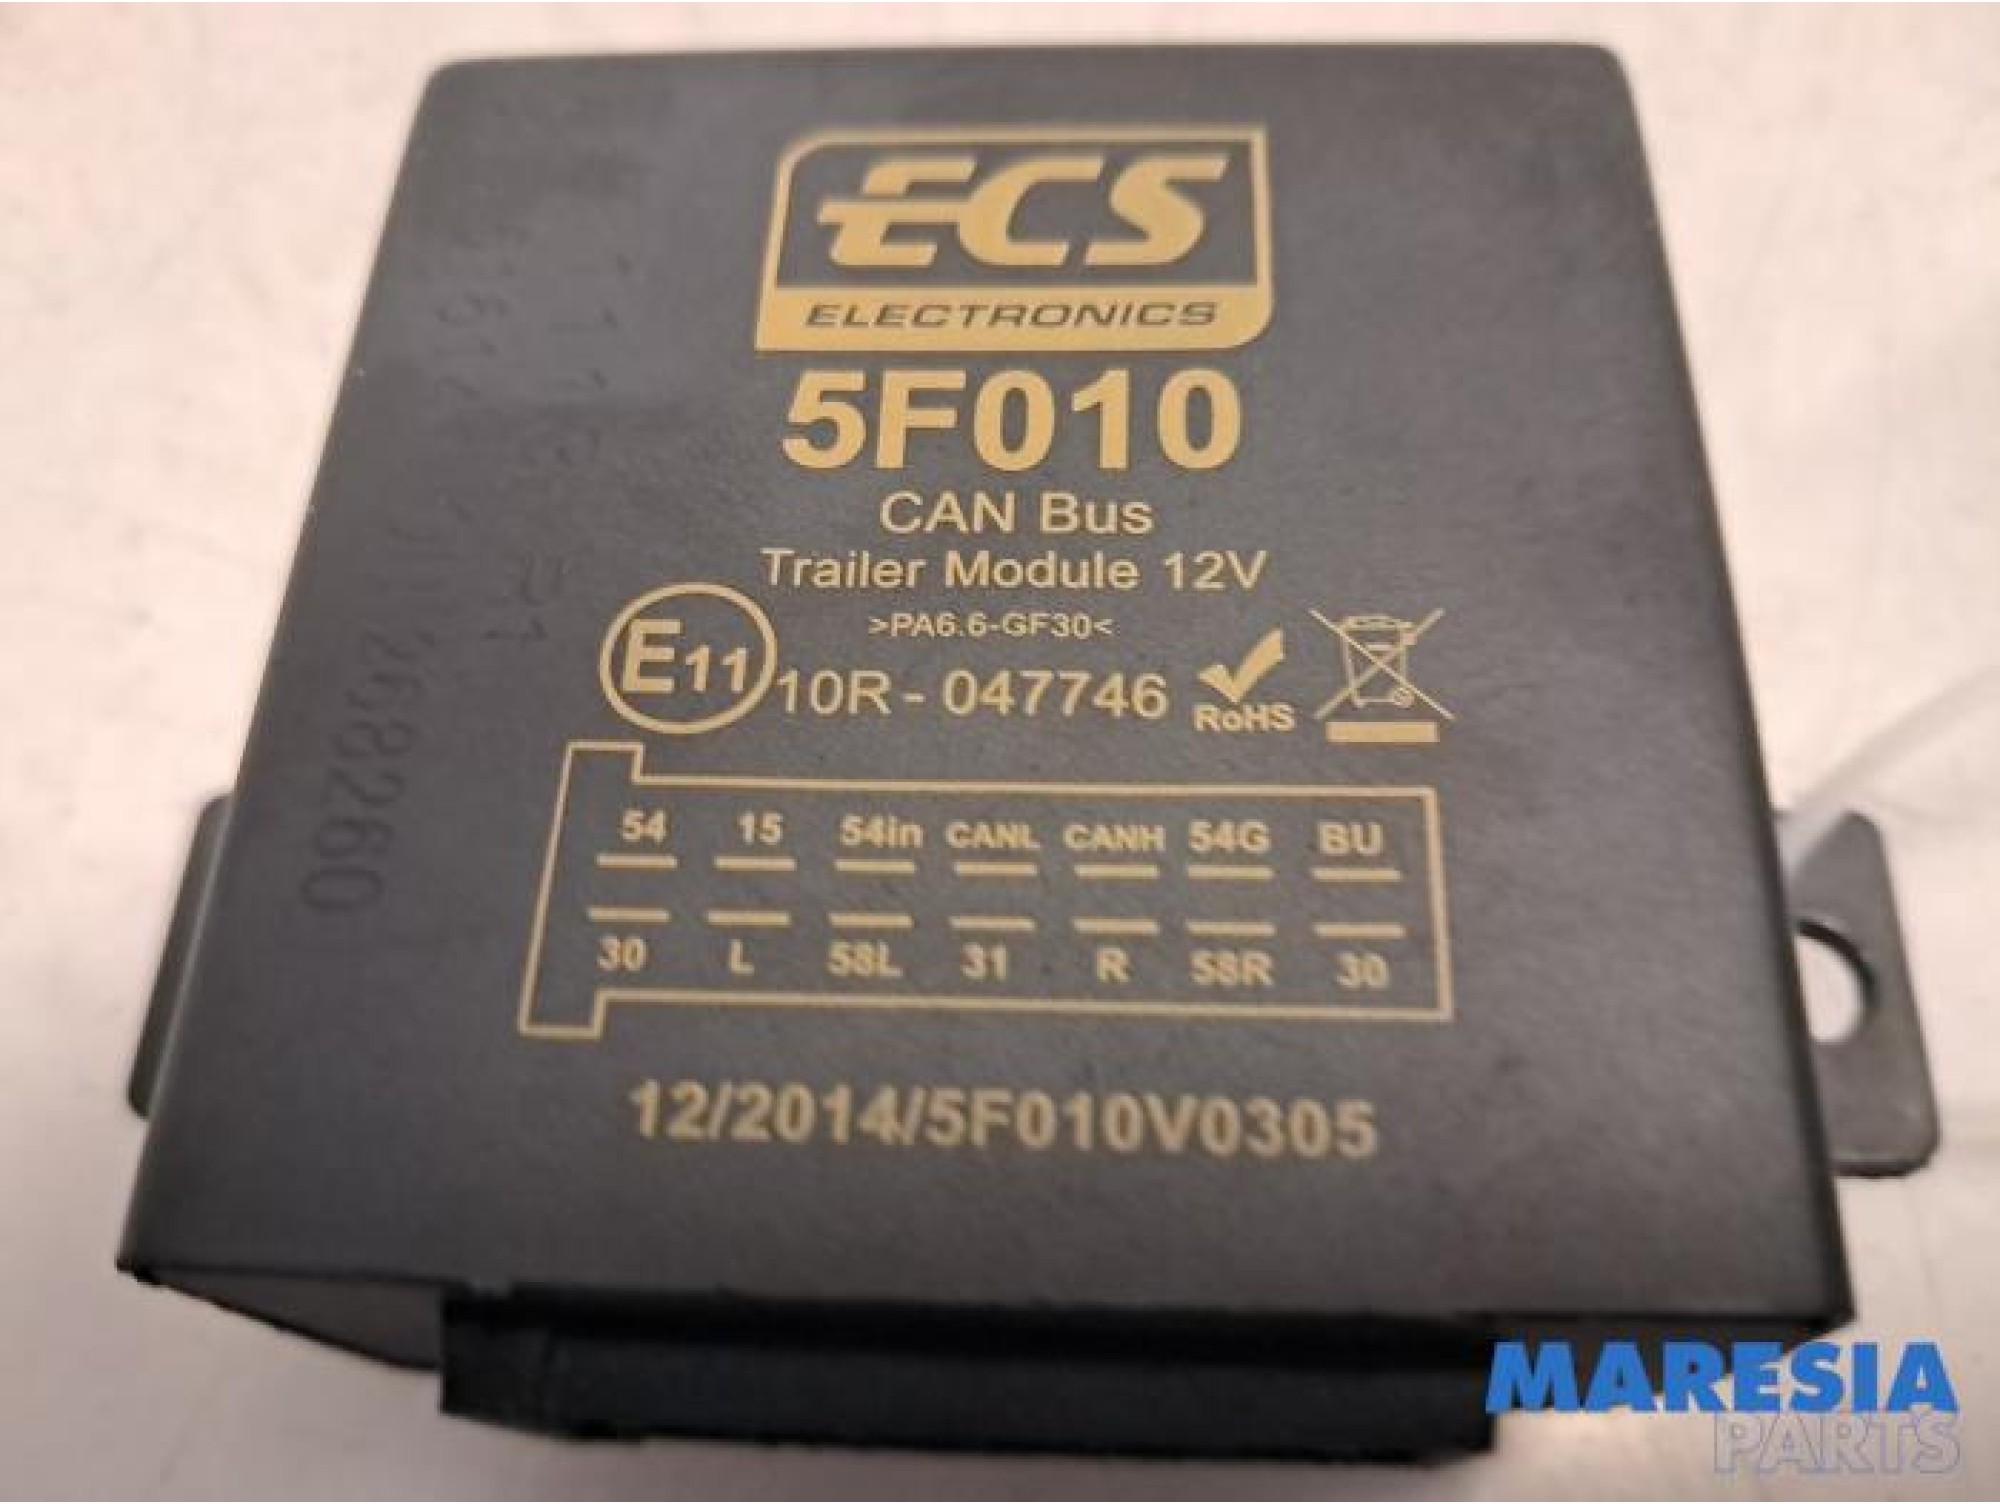 ECS
ELECTRONICS
5F010
CAN Bus
Trailer Module 12V
>PA6.6-GF30<
E11 10R-047746 RoHS
54 15 54in CANL CANH 54G BU
30 L 58L 31 R 58R 30
12/2014/5F010V0305
268260
MARESIA
PARTS